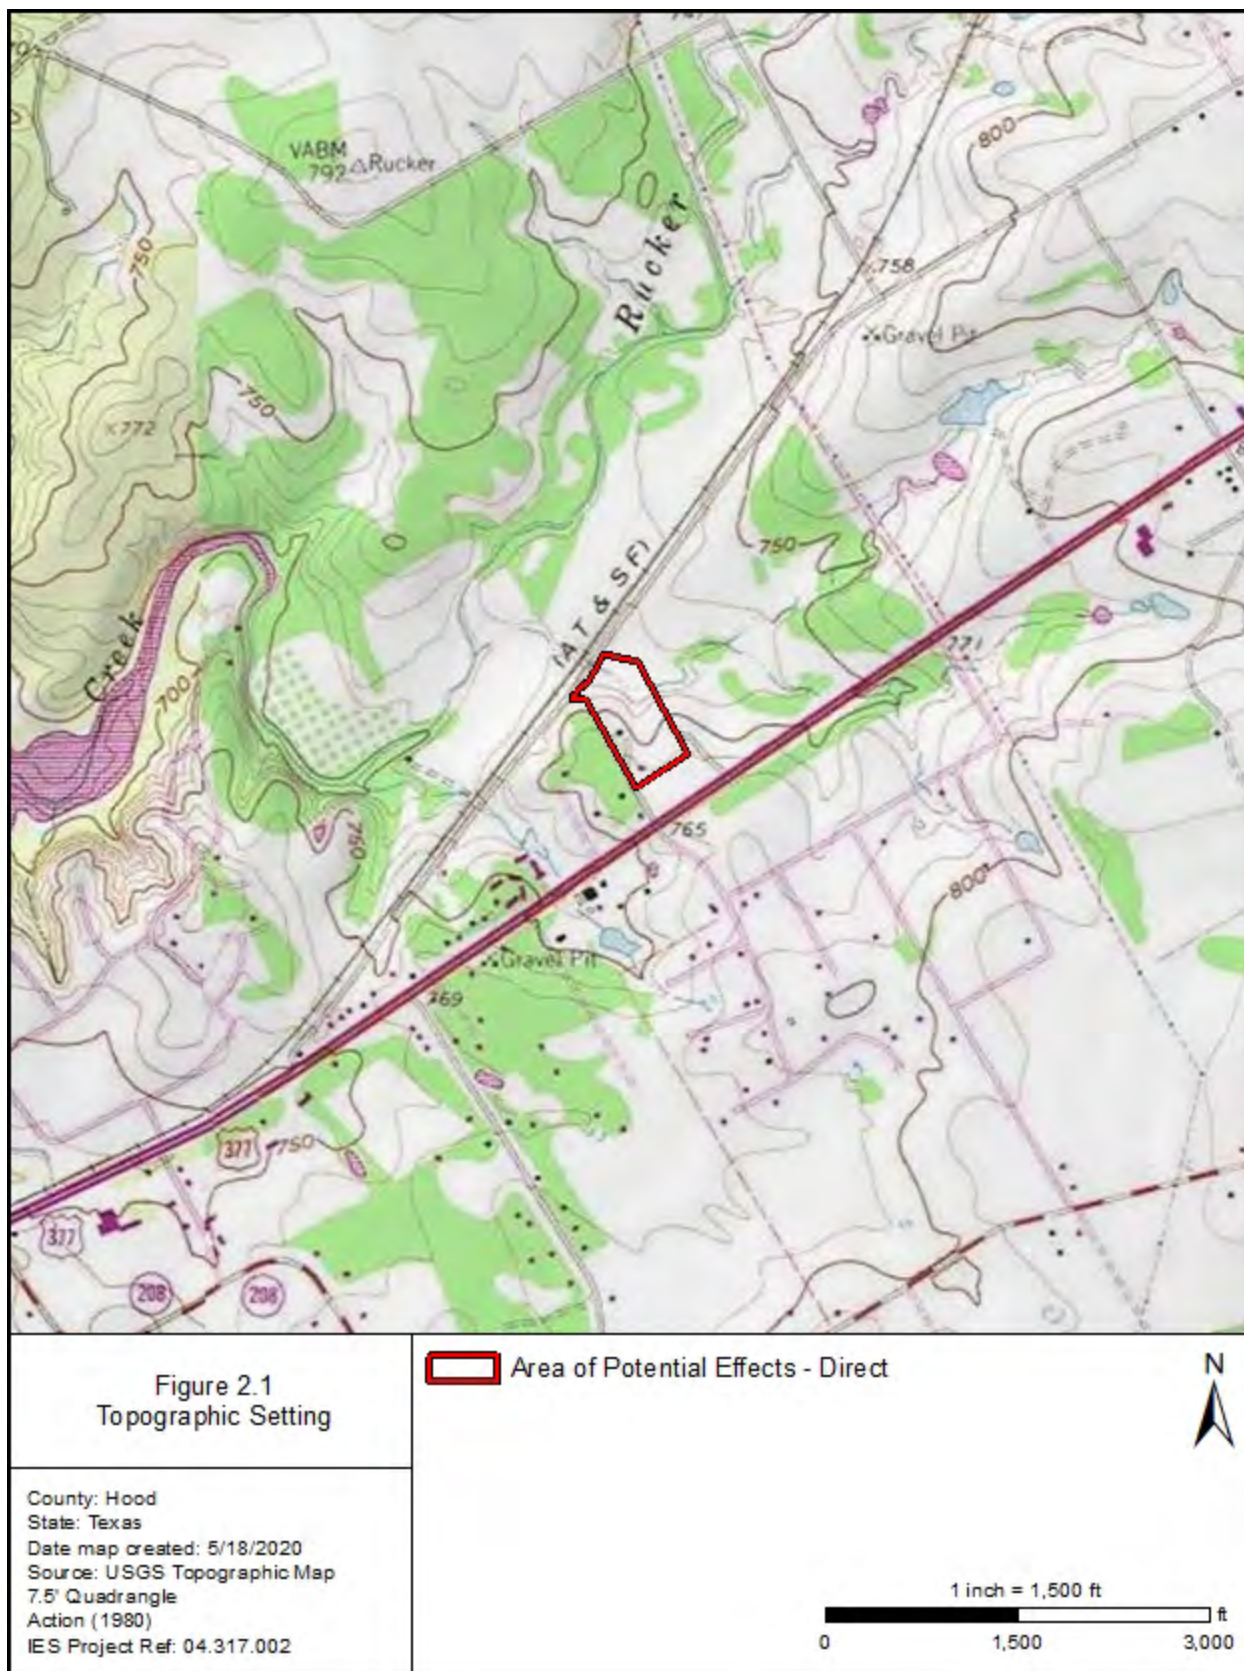 VABM
792 Rucker
800
750
Rucker
758
Gravel Pit
750
772
750
(A T & S F)
Creek
771
700
750
765
800
Gravel Pit
769
377
750
377
208
208
Figure 2.1
Topographic Setting
Area of Potential Effects - Direct
N
County: Hood
State: Texas
Date map created: 5/18/2020
Source: USGS Topographic Map
7.5' Quadrangle
Action (1980)
IES Project Ref: 04.317.002
1 inch = 1,500 ft
ft
0 1,500 3,000